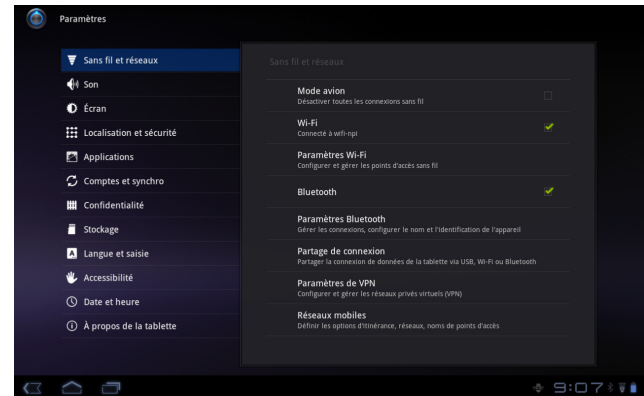 Paramètres
Sans fil et réseaux
Son
Écran
Localisation et sécurité
Applications
Comptes et synchro
Confidentialité
Stockage
Langue et saisie
Accessibilité
Date et heure
À propos de la tablette
Sans fil et réseaux
Mode avion
Désactiver toutes les connexions sans fil
Wi-Fi
Connecté à wifi-npi
Paramètres Wi-Fi
Configurer et gérer les points d'accès sans fil
Bluetooth
Paramètres Bluetooth
Gérer les connexions, configurer le nom et l'identification de l'appareil
Partage de connexion
Partager la connexion de données de la tablette via USB, Wi-Fi ou Bluetooth
Paramètres de VPN
Configurer et gérer les réseaux privés virtuels (VPN)
Réseaux mobiles
Définir les options d'itinérance, réseaux, noms de points d'accès
9:07